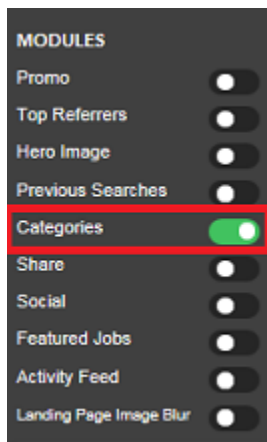 MODULES
Promo
Top Referrers
Hero Image
Previous Searches
Categories
Share
Social
Featured Jobs
Activity Feed
Landing Page Image Blur